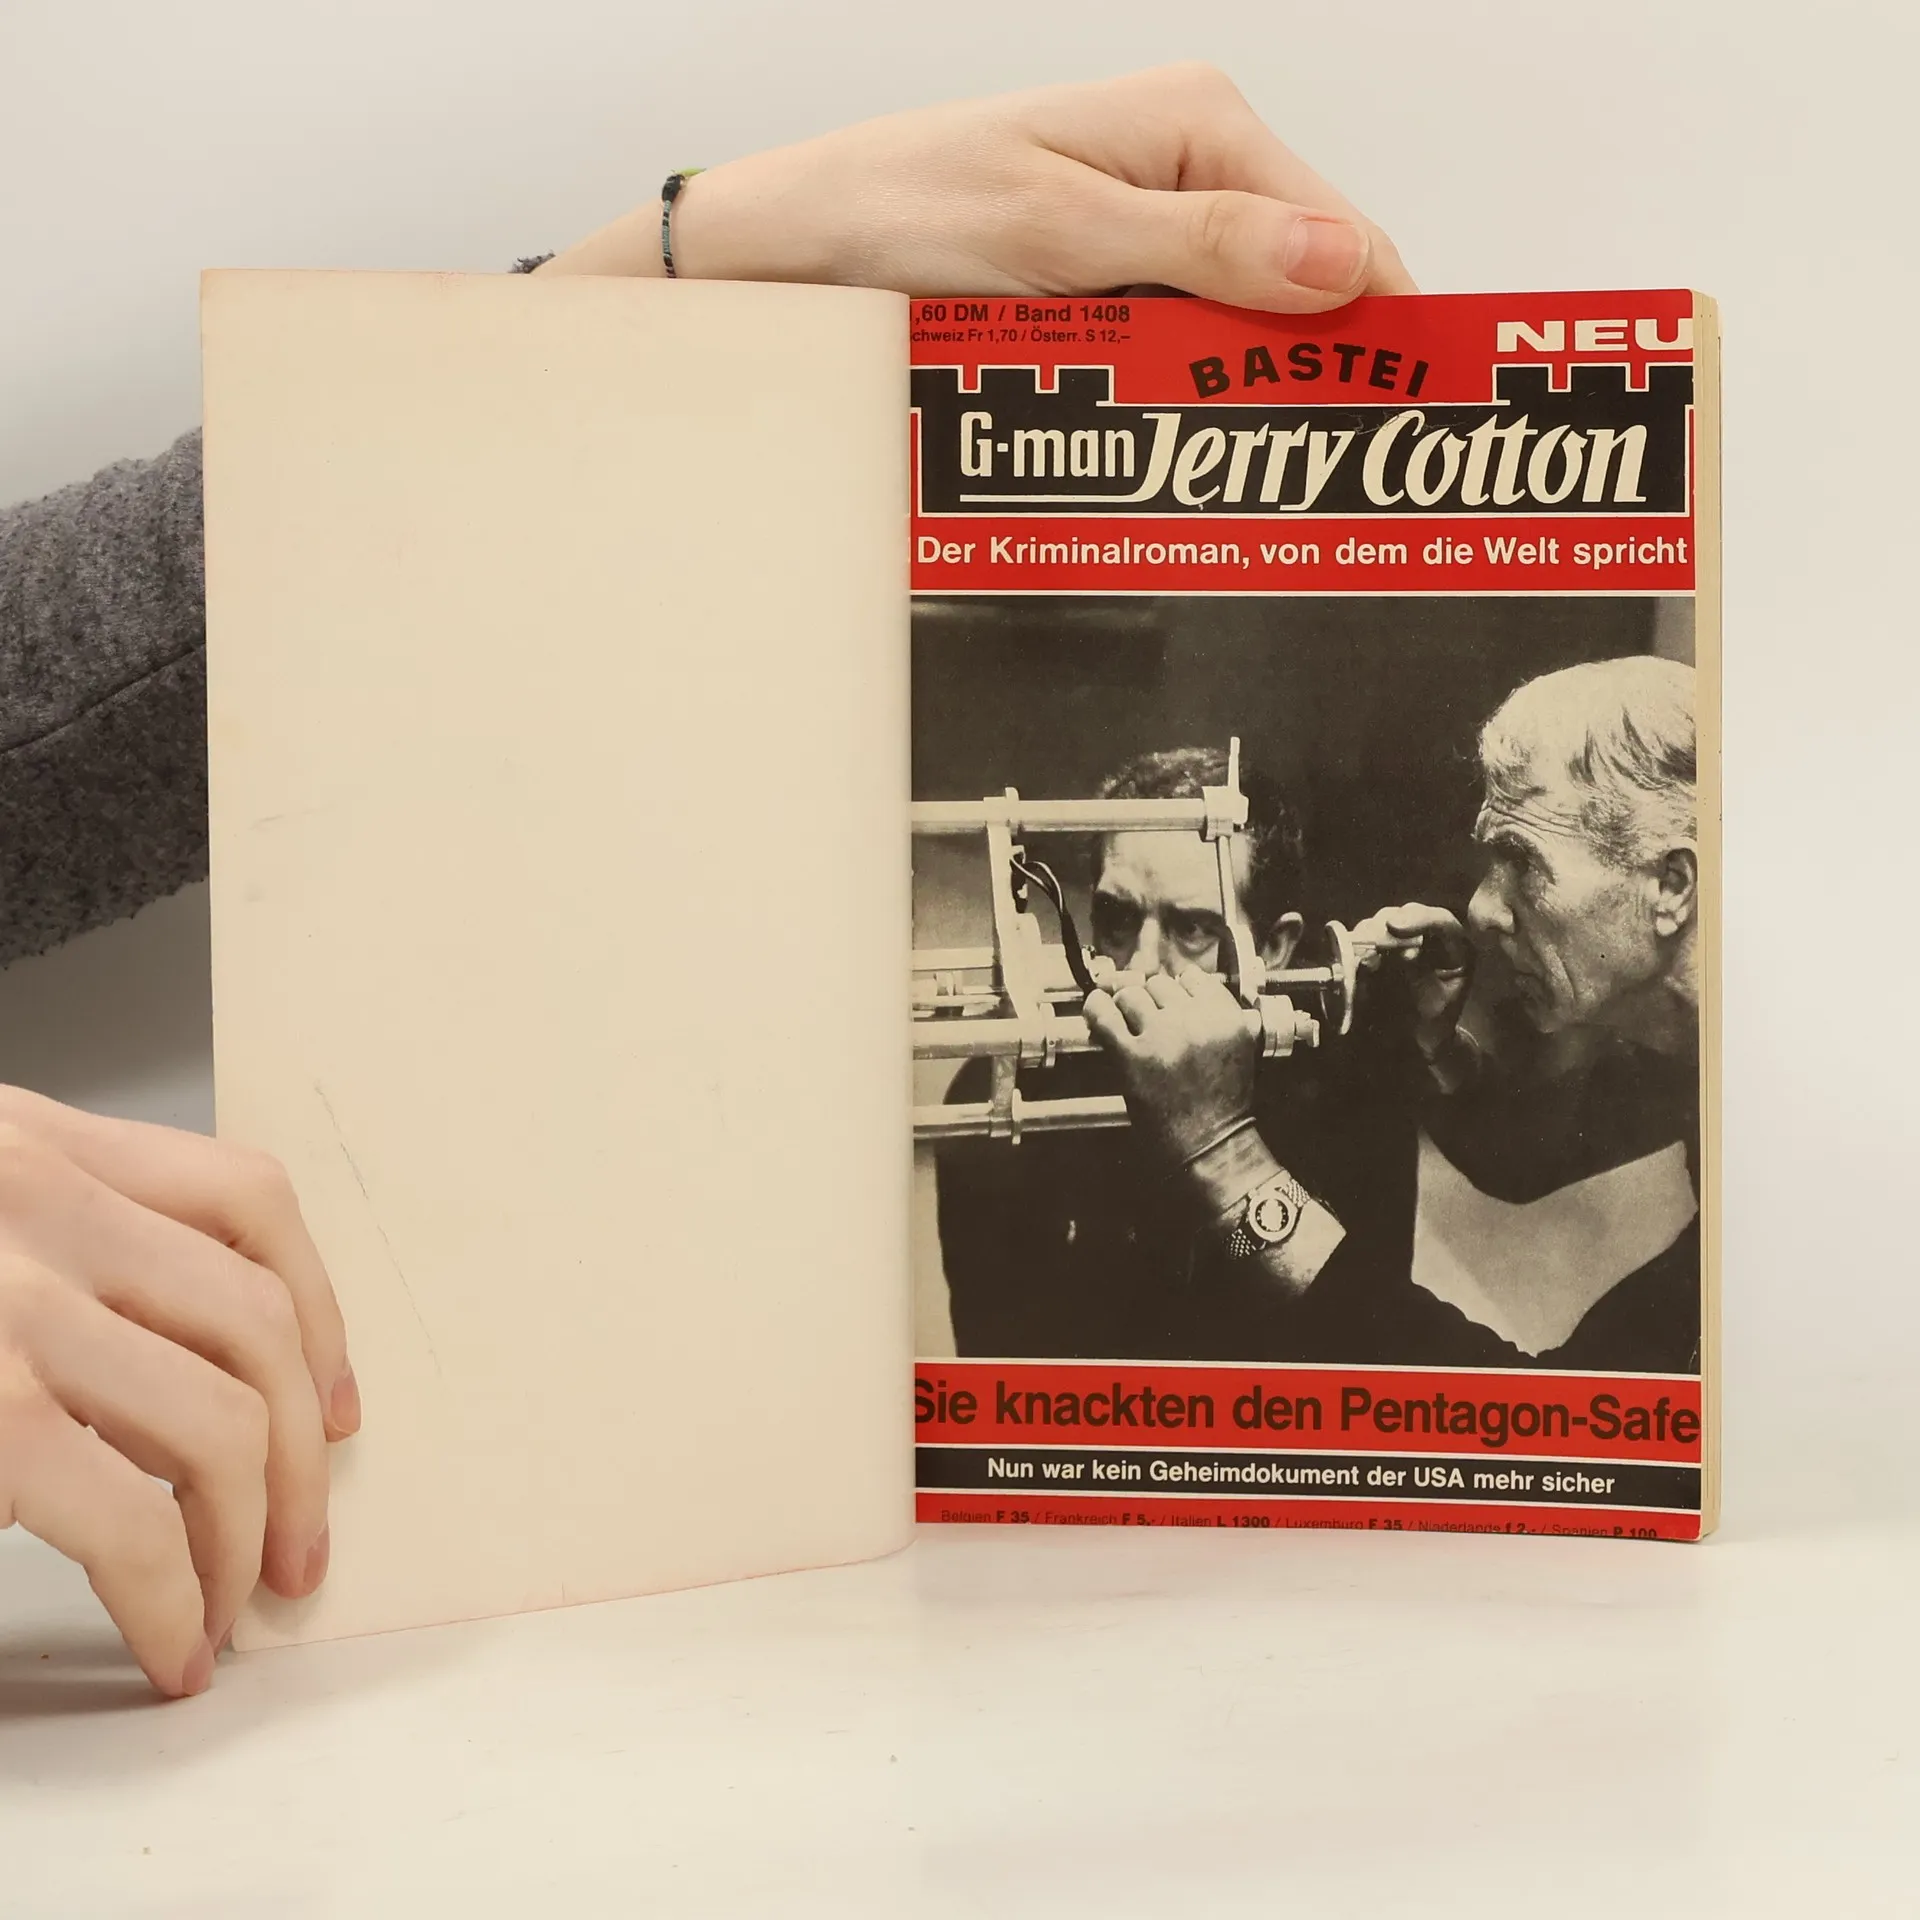 ,60 DM / Band 1408
chweiz Fr 1,70 / Österr. S 12,–
NEU
BASTEI
G-man Jerry Cotton
Der Kriminalroman, von dem die Welt spricht
Sie knackten den Pentagon-Safe
Nun war kein Geheimdokument der USA mehr sicher
Belgien F 35 / Frankreich F 5,- / Italien L 1300 / Luxemburg F 35 / Niederlande f 2,- / Spanien P 100